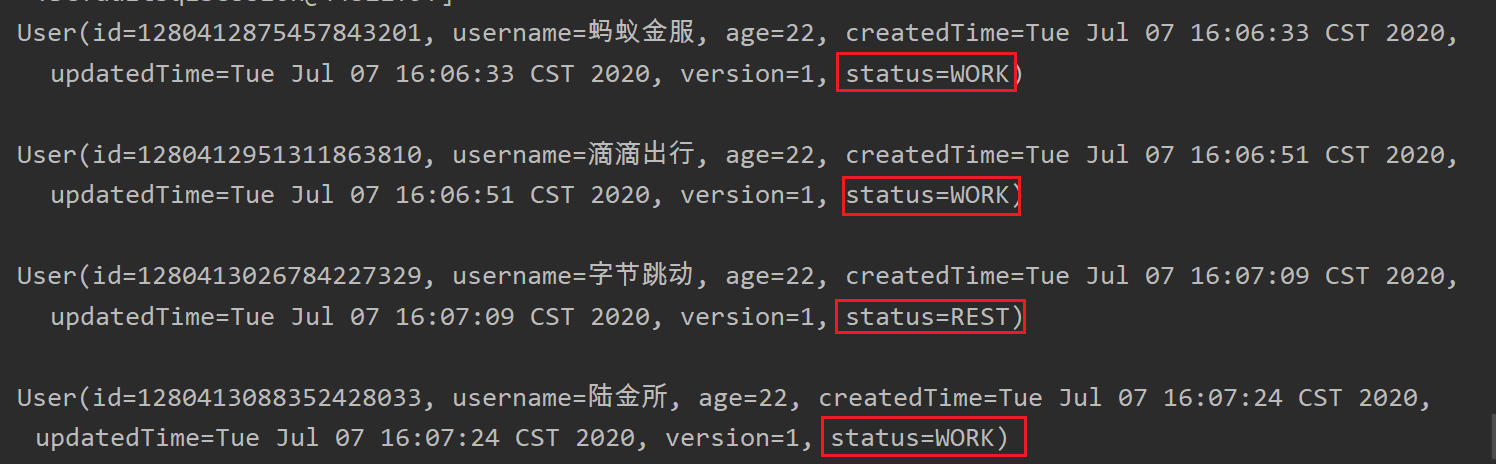 User(id=1280412875457843201, username=蚂蚁金服, age=22, createdTime=Tue Jul 07 16:06:33 CST 2020,
updatedTime=Tue Jul 07 16:06:33 CST 2020, version=1, status=WORK)
User(id=1280412951311863810, username=滴滴出行, age=22, createdTime=Tue Jul 07 16:06:51 CST 2020,
updatedTime=Tue Jul 07 16:06:51 CST 2020, version=1, status=WORK)
User(id=1280413026784227329, username=字节跳动, age=22, createdTime=Tue Jul 07 16:07:09 CST 2020,
updatedTime=Tue Jul 07 16:07:09 CST 2020, version=1, status=REST)
User(id=1280413088352428033, username=陆金所, age=22, createdTime=Tue Jul 07 16:07:24 CST 2020,
updatedTime=Tue Jul 07 16:07:24 CST 2020, version=1, status=WORK)